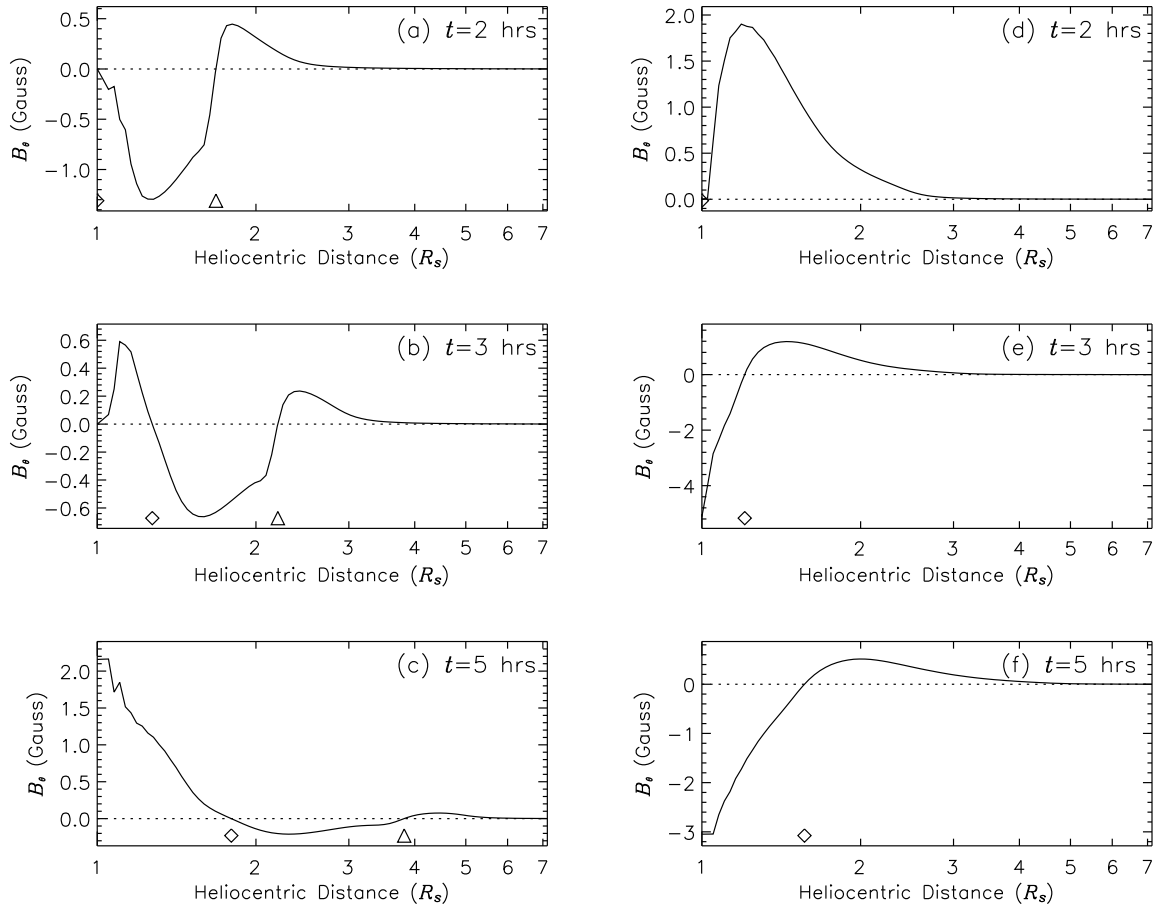 (a) t=2 hrs
0.5
0.0
−0.5
−1.0
B_θ (Gauss)
1 2 3 4 5 6 7
Heliocentric Distance (R_s)
(d) t=2 hrs
2.0
1.5
1.0
0.5
0.0
B_θ (Gauss)
1 2 3 4 5 6 7
Heliocentric Distance (R_s)
(b) t=3 hrs
0.6
0.4
0.2
0.0
−0.2
−0.4
−0.6
B_θ (Gauss)
1 2 3 4 5 6 7
Heliocentric Distance (R_s)
(e) t=3 hrs
0
−2
−4
B_θ (Gauss)
1 2 3 4 5 6 7
Heliocentric Distance (R_s)
(c) t=5 hrs
2.0
1.5
1.0
0.5
0.0
B_θ (Gauss)
1 2 3 4 5 6 7
Heliocentric Distance (R_s)
(f) t=5 hrs
0
−1
−2
−3
B_θ (Gauss)
1 2 3 4 5 6 7
Heliocentric Distance (R_s)